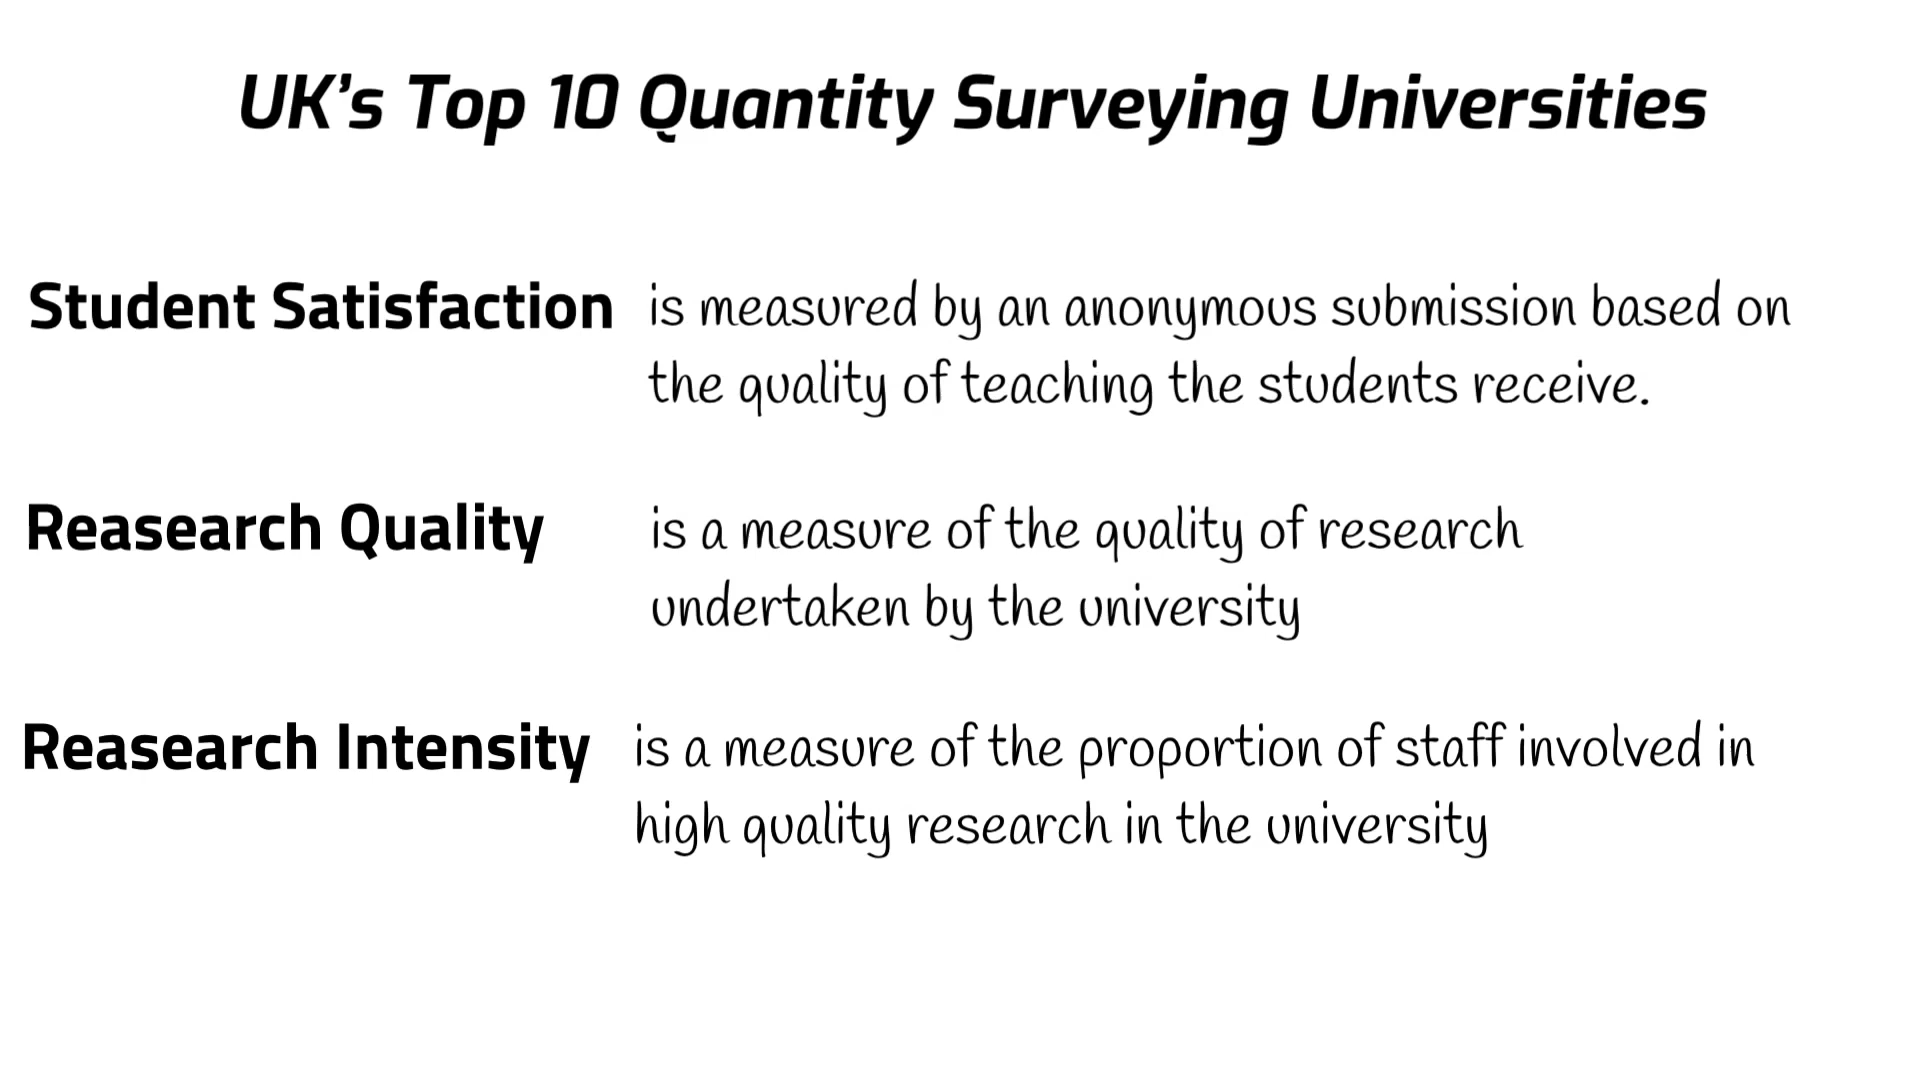 UK's Top 10 Quantity Surveying Universities
Student Satisfaction is measured by an anonymous submission based on
the quality of teaching the students receive.
Reasearch Quality is a measure of the quality of research
undertaken by the university
Reasearch Intensity is a measure of the proportion of staff involved in
high quality research in the university